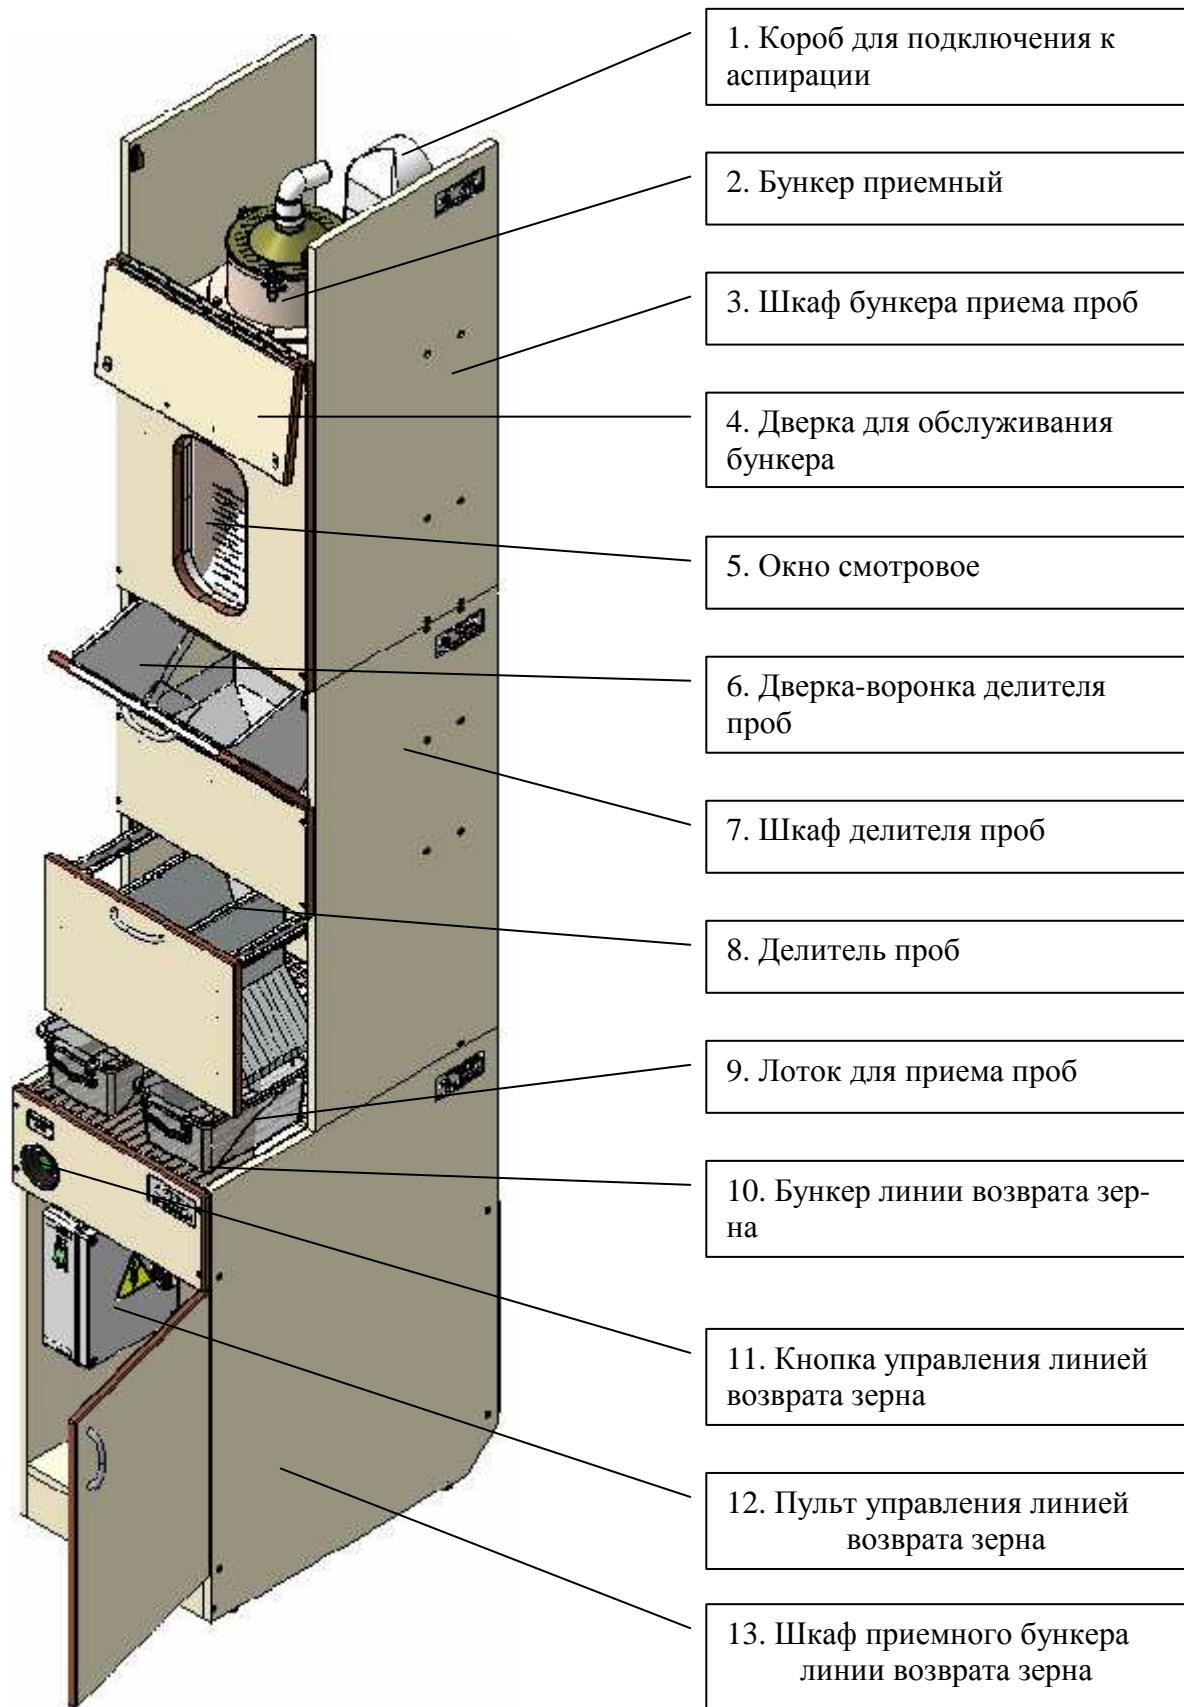 1. Короб для подключения к
аспирации
2. Бункер приемный
3. Шкаф бункера приема проб
4. Дверка для обслуживания
бункера
5. Окно смотровое
6. Дверка-воронка делителя
проб
7. Шкаф делителя проб
8. Делитель проб
9. Лоток для приема проб
10. Бункер линии возврата зер-
на
11. Кнопка управления линией
возврата зерна
12. Пульт управления линией
возврата зерна
13. Шкаф приемного бункера
линии возврата зерна